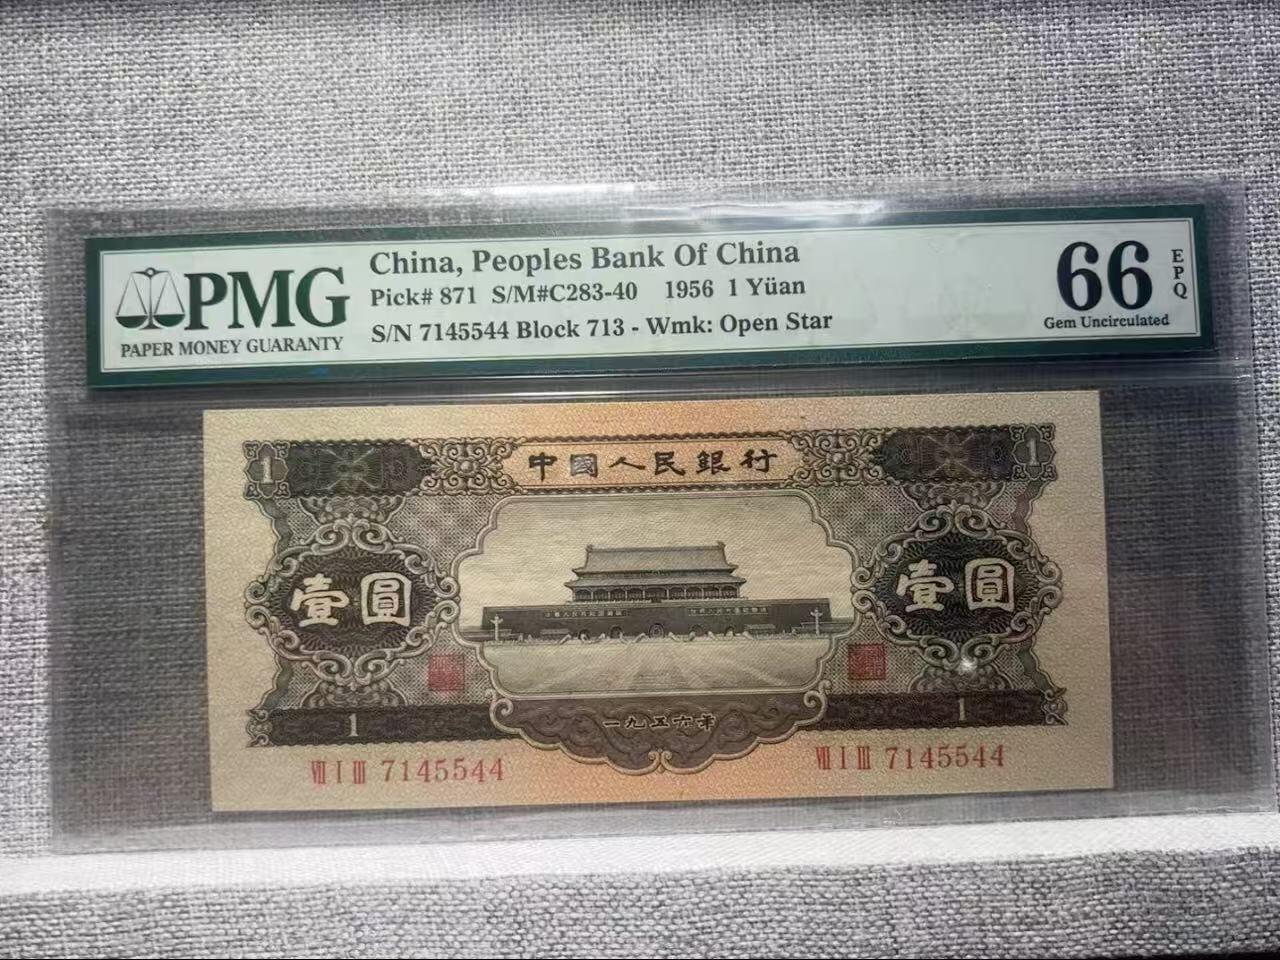 PMG
PAPER MONEY GUARANTY
China, Peoples Bank Of China
Pick# 871 S/M#C283-40 1956 1 Yüan
S/N 7145544 Block 713 - Wmk: Open Star
66
EPQ
Gem Uncirculated
1
中國人民銀行
1
壹圓
壹圓
1
一九五六年
1
Ⅶ Ⅰ Ⅲ 7145544
Ⅶ Ⅰ Ⅲ 7145544